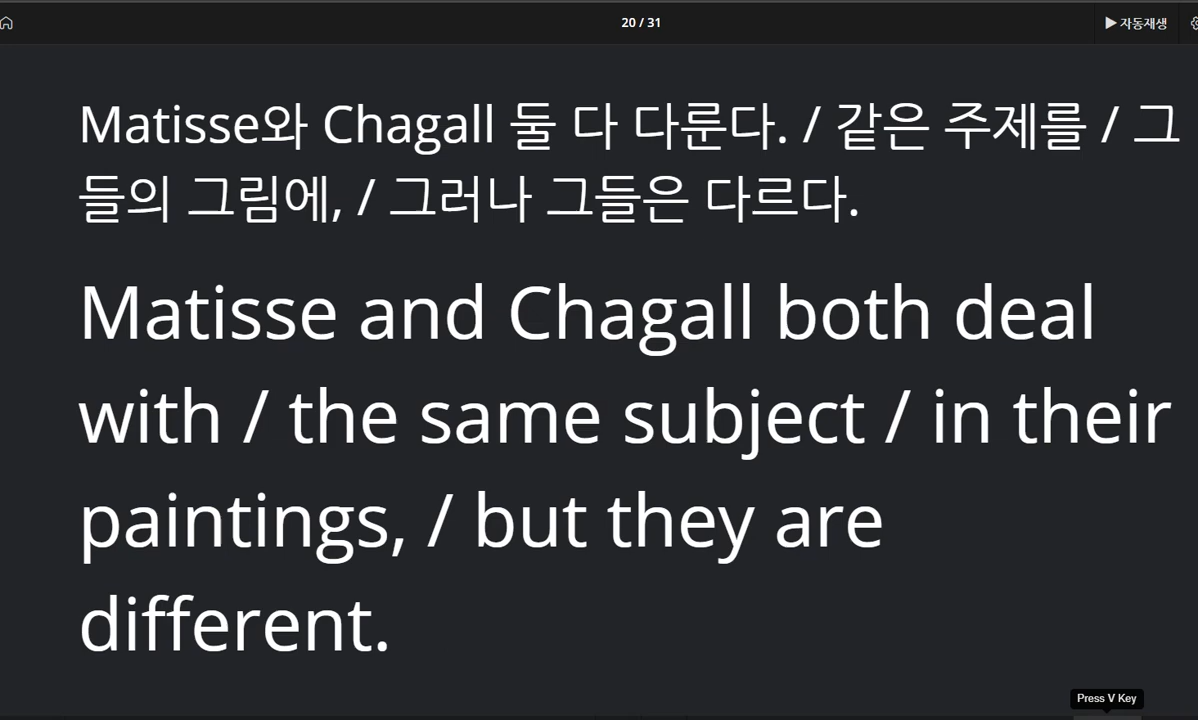 20 / 31
▶ 자동재생
Matisse와 Chagall 둘 다 다룬다. / 같은 주제를 / 그
들의 그림에, / 그러나 그들은 다르다.
Matisse and Chagall both deal
with / the same subject / in their
paintings, / but they are
different.
Press V Key